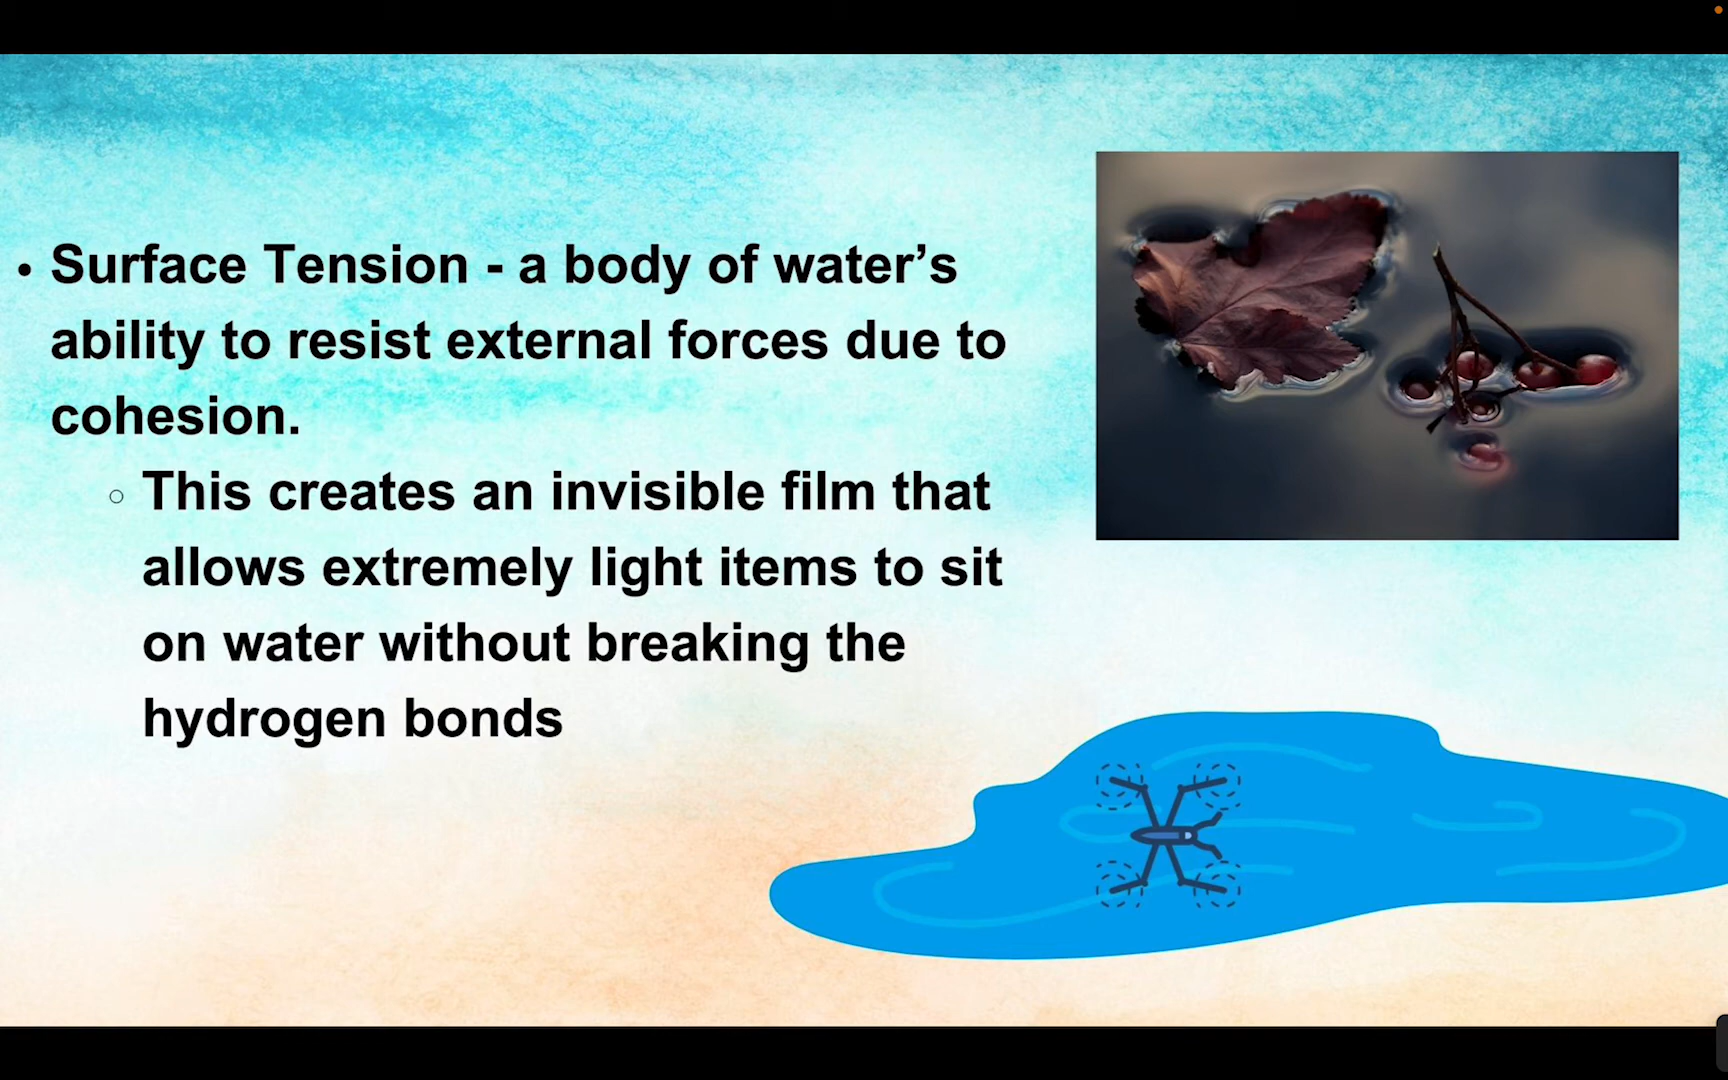 • Surface Tension - a body of water’s
ability to resist external forces due to
cohesion.
○ This creates an invisible film that
allows extremely light items to sit
on water without breaking the
hydrogen bonds